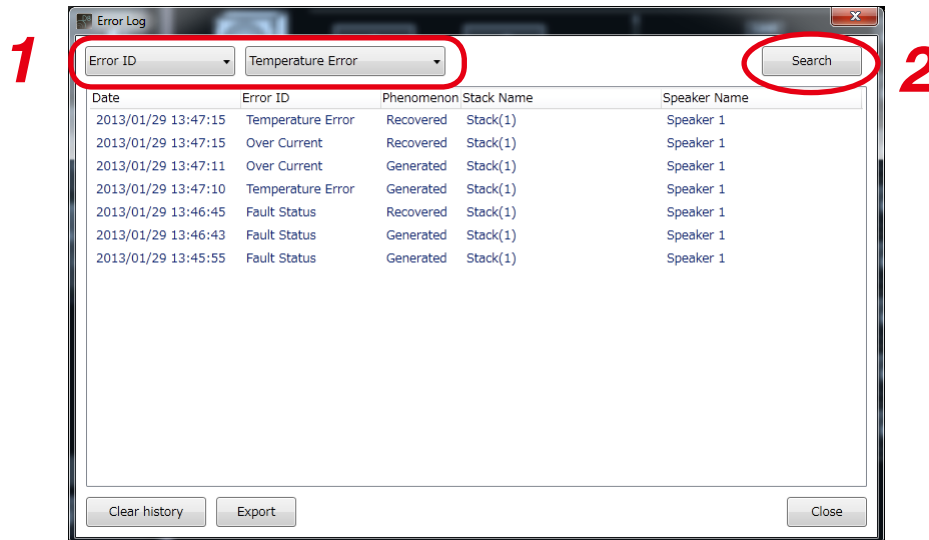 Error Log
x
1
Error ID Temperature Error Search
2
Date Error ID Phenomenon Stack Name Speaker Name
2013/01/29 13:47:15 Temperature Error Recovered Stack(1) Speaker 1
2013/01/29 13:47:15 Over Current Recovered Stack(1) Speaker 1
2013/01/29 13:47:11 Over Current Generated Stack(1) Speaker 1
2013/01/29 13:47:10 Temperature Error Generated Stack(1) Speaker 1
2013/01/29 13:46:45 Fault Status Recovered Stack(1) Speaker 1
2013/01/29 13:46:43 Fault Status Generated Stack(1) Speaker 1
2013/01/29 13:45:55 Fault Status Generated Stack(1) Speaker 1
Clear history Export Close